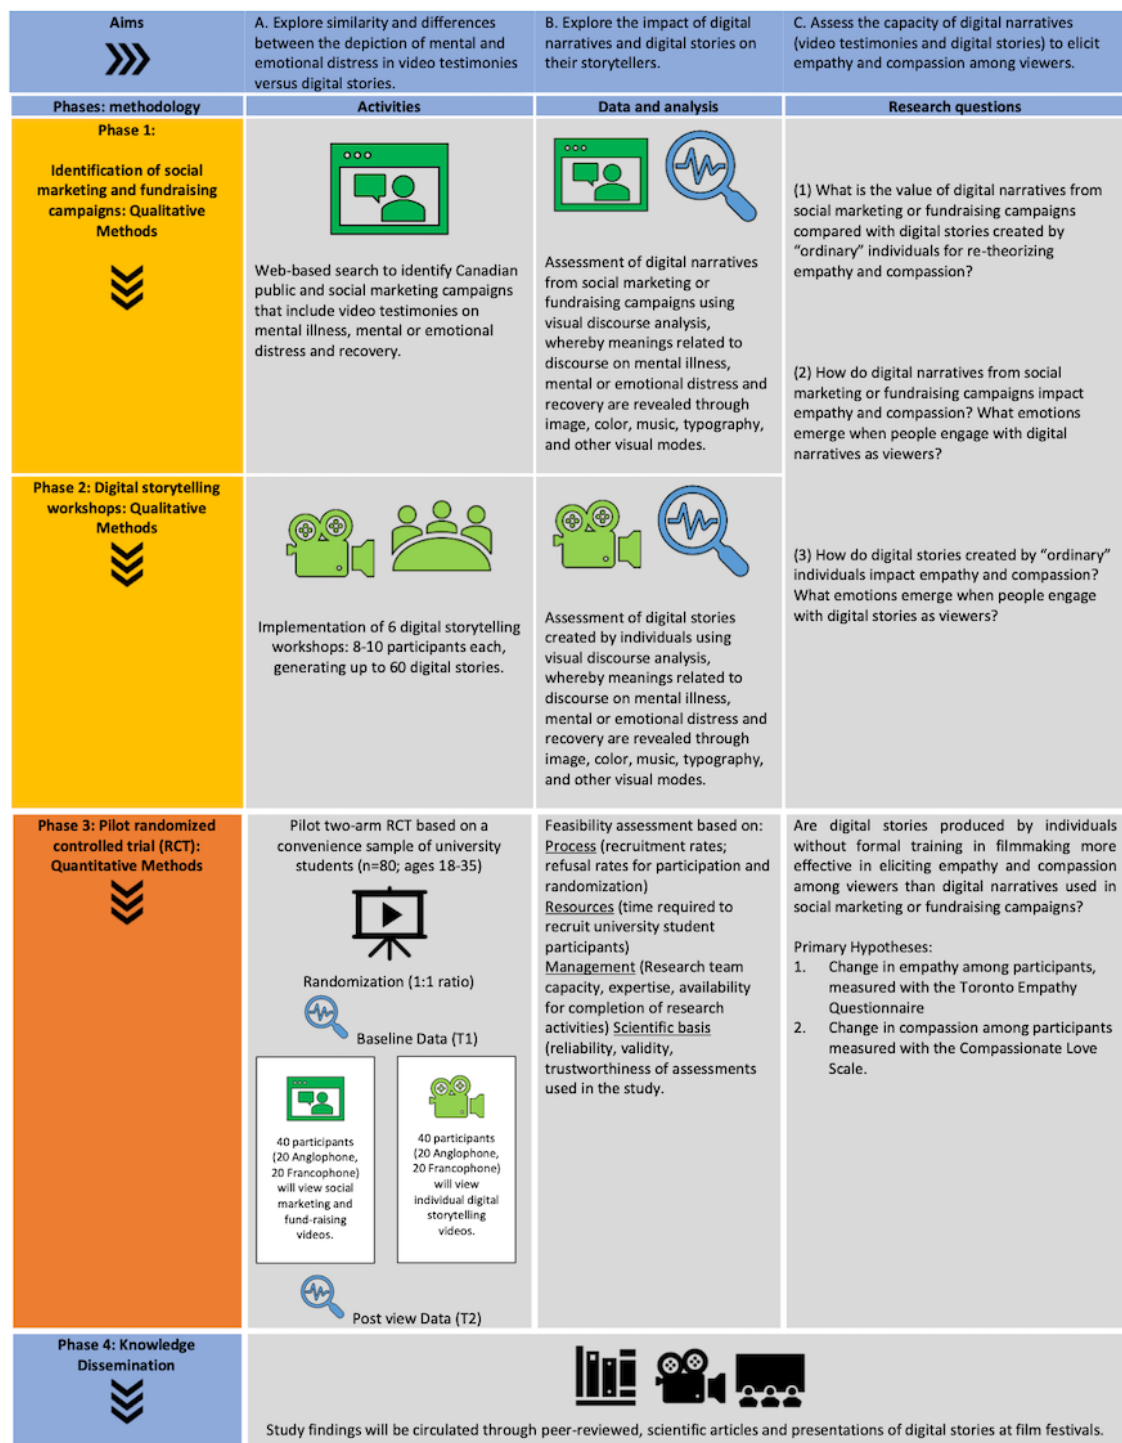 Aims
A. Explore similarity and differences
between the depiction of mental and
emotional distress in video testimonies
versus digital stories.
B. Explore the impact of digital
narratives and digital stories on
their storytellers.
C. Assess the capacity of digital narratives
(video testimonies and digital stories) to elicit
empathy and compassion among viewers.
Phases: methodology
Activities
Data and analysis
Research questions
Phase 1:
Identification of social
marketing and fundraising
campaigns: Qualitative
Methods
Web-based search to identify Canadian
public and social marketing campaigns
that include video testimonies on
mental illness, mental or emotional
distress and recovery.
Assessment of digital narratives
from social marketing or
fundraising campaigns using
visual discourse analysis,
whereby meanings related to
discourse on mental illness,
mental or emotional distress and
recovery are revealed through
image, color, music, typography,
and other visual modes.
(1) What is the value of digital narratives from
social marketing or fundraising campaigns
compared with digital stories created by
“ordinary” individuals for re-theorizing
empathy and compassion?
(2) How do digital narratives from social
marketing or fundraising campaigns impact
empathy and compassion? What emotions
emerge when people engage with digital
narratives as viewers?
(3) How do digital stories created by “ordinary”
individuals impact empathy and compassion?
What emotions emerge when people engage
with digital stories as viewers?
Phase 2: Digital storytelling
workshops: Qualitative
Methods
Implementation of 6 digital storytelling
workshops: 8-10 participants each,
generating up to 60 digital stories.
Assessment of digital stories
created by individuals using
visual discourse analysis,
whereby meanings related to
discourse on mental illness,
mental or emotional distress and
recovery are revealed through
image, color, music, typography,
and other visual modes.
Phase 3: Pilot randomized
controlled trial (RCT):
Quantitative Methods
Pilot two-arm RCT based on a
convenience sample of university
students (n=80; ages 18-35)
Randomization (1:1 ratio)
Baseline Data (T1)
40 participants
(20 Anglophone,
20 Francophone)
will view social
marketing and
fund-raising
videos.
40 participants
(20 Anglophone,
20 Francophone)
will view
individual digital
storytelling
videos.
Post view Data (T2)
Feasibility assessment based on:
Process (recruitment rates;
refusal rates for participation and
randomization)
Resources (time required to
recruit university student
participants)
Management (Research team
capacity, expertise, availability
for completion of research
activities) Scientific basis
(reliability, validity,
trustworthiness of assessments
used in the study.
Are digital stories produced by individuals
without formal training in filmmaking more
effective in eliciting empathy and compassion
among viewers than digital narratives used in
social marketing or fundraising campaigns?
Primary Hypotheses:
1. Change in empathy among participants,
measured with the Toronto Empathy
Questionnaire
2. Change in compassion among participants
measured with the Compassionate Love
Scale.
Phase 4: Knowledge
Dissemination
Study findings will be circulated through peer-reviewed, scientific articles and presentations of digital stories at film festivals.